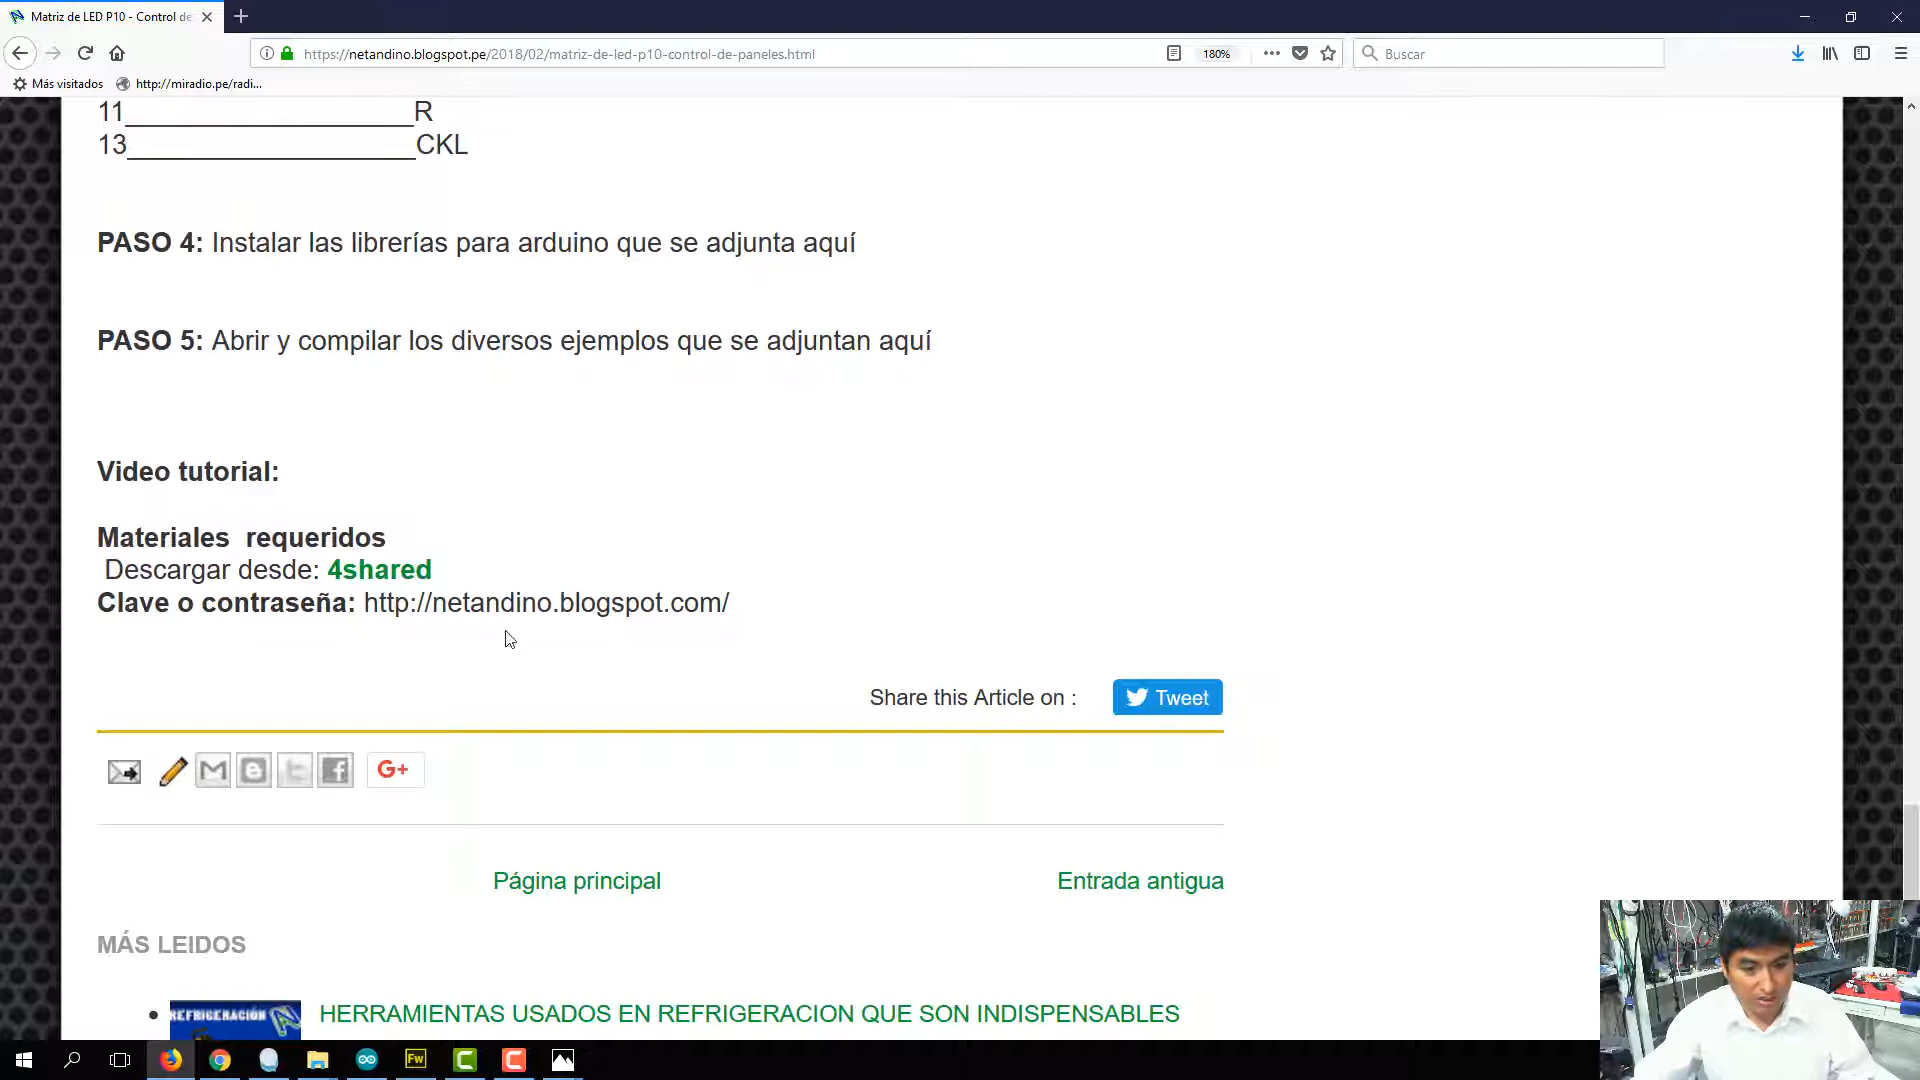 Matriz de LED P10 - Control de
https://netandino.blogspot.pe/2018/02/matriz-de-led-p10-control-de-paneles.html
180%
Buscar
Más visitados
http://miradio.pe/radi...
11___________________R
13___________________CKL
PASO 4: Instalar las librerías para arduino que se adjunta aquí
PASO 5: Abrir y compilar los diversos ejemplos que se adjuntan aquí
Video tutorial:
Materiales requeridos
Descargar desde: 4shared
Clave o contraseña: http://netandino.blogspot.com/
Share this Article on :
Tweet
G+
Página principal
Entrada antigua
MÁS LEIDOS
REFRIGERACIÓN
HERRAMIENTAS USADOS EN REFRIGERACION QUE SON INDISPENSABLES
Fw